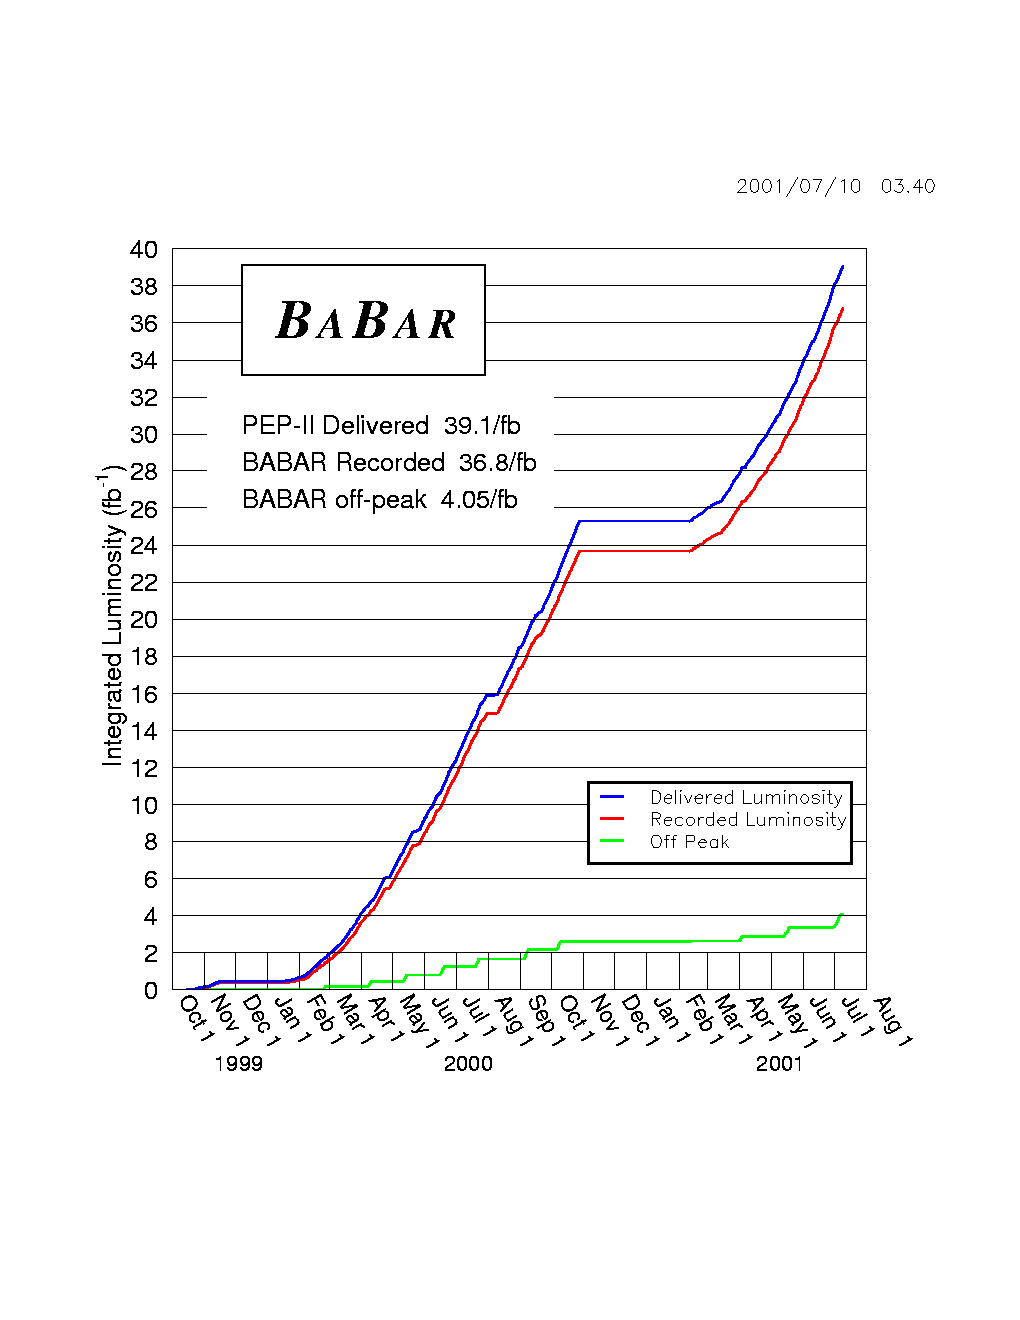 2001/07/10 03.40
BABAR
PEP-II Delivered 39.1/fb
BABAR Recorded 36.8/fb
BABAR off-peak 4.05/fb
Integrated Luminosity (fb-1)
40
38
36
34
32
30
28
26
24
22
20
18
16
14
12
10
8
6
4
2
0
Delivered Luminosity
Recorded Luminosity
Off Peak
Oct 1
Nov 1
Dec 1
Jan 1
Feb 1
Mar 1
Apr 1
May 1
Jun 1
Jul 1
Aug 1
Sep 1
Oct 1
Nov 1
Dec 1
Jan 1
Feb 1
Mar 1
Apr 1
May 1
Jun 1
Jul 1
Aug 1
1999
2000
2001